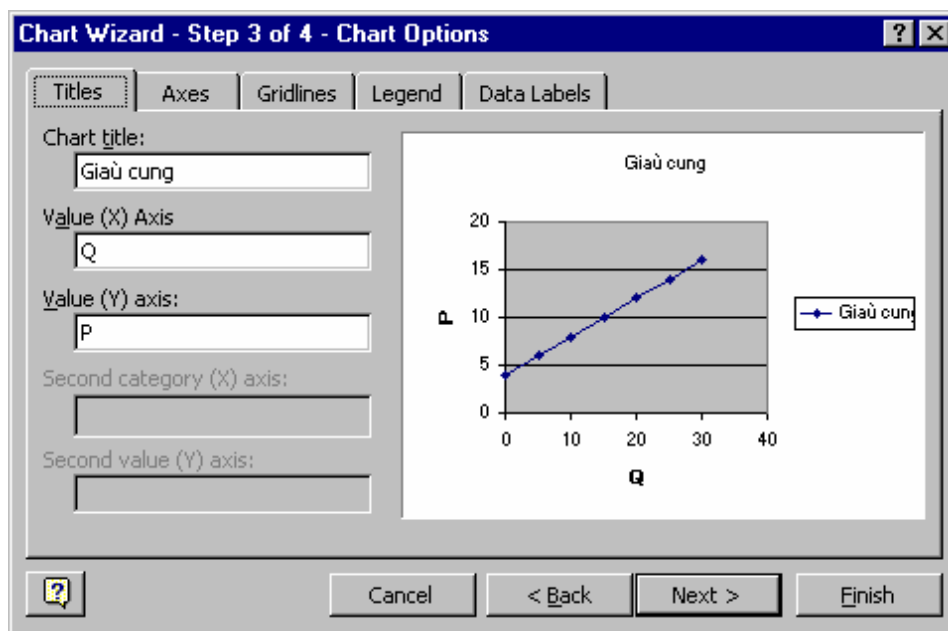 Chart Wizard - Step 3 of 4 - Chart Options
Titles Axes Gridlines Legend Data Labels
Chart title:
Giaù cung
Value (X) Axis
Q
Value (Y) axis:
P
Second category (X) axis:
Second value (Y) axis:
Giaù cung
20
15
10
5
0
P
0 10 20 30 40
Q
Giaù cung
Cancel < Back Next > Finish